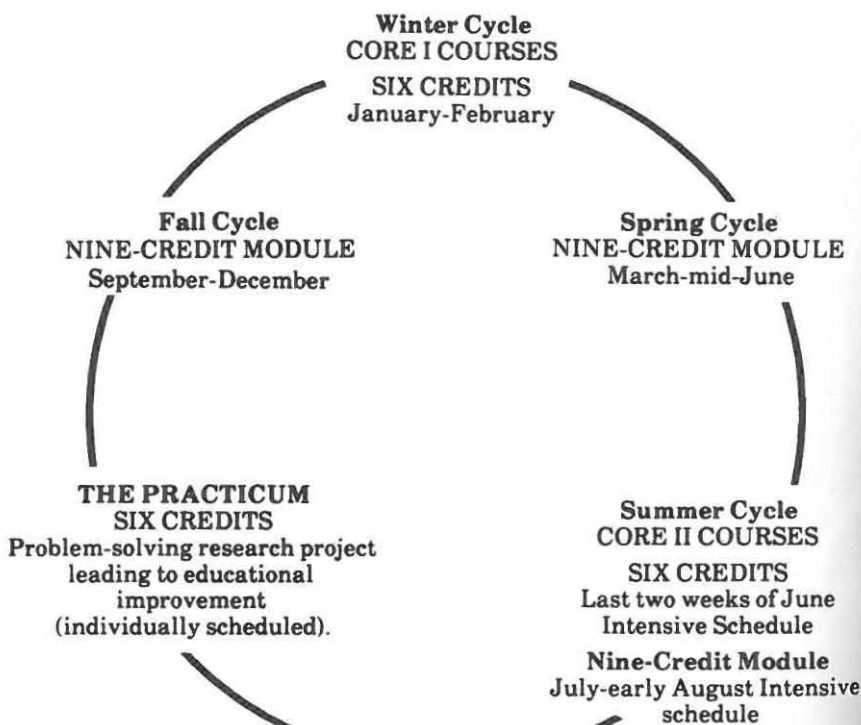 Winter Cycle
CORE I COURSES
SIX CREDITS
January-February
Fall Cycle
NINE-CREDIT MODULE
September-December
Spring Cycle
NINE-CREDIT MODULE
March-mid-June
THE PRACTICUM
SIX CREDITS
Problem-solving research project
leading to educational
improvement
(individually scheduled).
Summer Cycle
CORE II COURSES
SIX CREDITS
Last two weeks of June
Intensive Schedule
Nine-Credit Module
July-early August Intensive
schedule